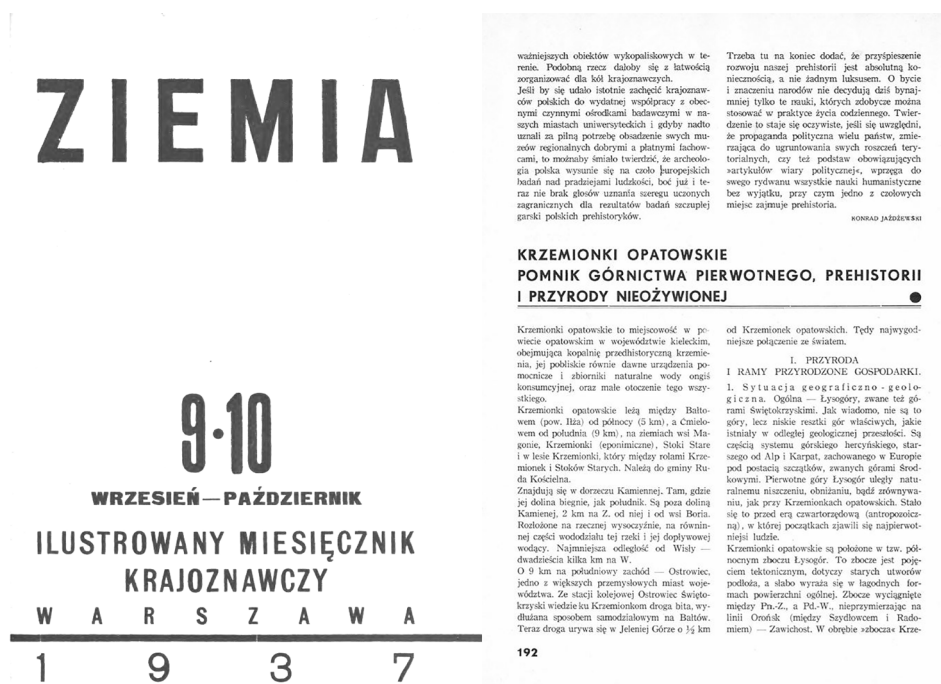 ZIEMIA
9·10
WRZESIEŃ—PAŹDZIERNIK
ILUSTROWANY MIESIĘCZNIK
KRAJOZNAWCZY
WARSZAWA
1937
ważniejszych obiektów wykopaliskowych w te-
renie. Podobną rzecz dałoby się z łatwością
zorganizować dla kół krajoznawczych.
Jeśli by się udało istotnie zachęcić krajoznaw-
ców polskich do wydatnej współpracy z obec-
nymi czynnymi ośrodkami badawczymi w na-
szych miastach uniwersyteckich i gdyby nadto
uznali za pilną potrzebę obsadzenie swych mu-
zeów regionalnych dobrymi a płatnymi fachow-
cami, to możnaby śmiało twierdzić, że archeolo-
gia polska wysunie się na czoło europejskich
badań nad pradziejami ludzkości, boć już i te-
raz nie brak głosów uznania szeregu uczonych
zagranicznych dla rezultatów badań szczupłej
garski polskich prehistoryków.
Trzeba tu na koniec dodać, że przyśpieszenie
rozwoju naszej prehistorii jest absolutną ko-
niecznością, a nie żadnym luksusem. O bycie
i znaczeniu narodów nie decydują dziś bynaj-
mniej tylko te nauki, których zdobycze można
stosować w praktyce życia codziennego. Twier-
dzenie to staje się oczywiste, jeśli się uwzględni,
że propaganda polityczna wielu państw, zmie-
rzająca do ugruntowania swych roszczeń tery-
torialnych, czy też podstaw obowiązujących
»artykułów wiary politycznej«, wprzęga do
swego rydwanu wszystkie nauki humanistyczne
bez wyjątku, przy czym jedno z czołowych
miejsc zajmuje prehistoria.
KONRAD JAŻDŻEWSKI
KRZEMIONKI OPATOWSKIE
POMNIK GÓRNICTWA PIERWOTNEGO, PREHISTORII
I PRZYRODY NIEOŻYWIONEJ
Krzemionki opatowskie to miejscowość w po-
wiecie opatowskim w województwie kieleckim,
obejmująca kopalnię przedhistoryczną krzemie-
nia, jej pobliskie równie dawne urządzenia po-
mocnicze i zbiorniki naturalne wody ongiś
konsumcyjnej, oraz małe otoczenie tego wszy-
stkiego.
Krzemionki opatowskie leżą między Bałto-
wem (pow. Iłża) od północy (5 km), a Ćmielo-
wem od południa (9 km), na ziemiach wsi Ma-
gonie, Krzemionki (eponimiczne), Stoki Stare
i w lesie Krzemionki, który między rolami Krze-
mionek i Stoków Starych. Należą do gminy Ru-
da Kościelna.
Znajdują się w dorzeczu Kamiennej. Tam, gdzie
jej dolina biegnie, jak południk. Są poza doliną
Kamienej, 2 km na Z. od niej i od wsi Boria.
Rozłożone na rzecznej wysoczyźnie, na równin-
nej części wododziału tej rzeki i jej dopływowej
wodący. Najmniejsza odległość od Wisły —
dwadzieścia kilka km na W.
O 9 km na południowy zachód — Ostrowiec,
jedno z większych przemysłowych miast woje-
wództwa. Ze stacji kolejowej Ostrowiec Święto-
krzyski wiedzie ku Krzemionkom droga bita, wy-
dłużana sposobem samodziałowym na Bałtów.
Teraz droga urywa się w Jeleniej Górze o ½ km
od Krzemionek opatowskich. Tędy najwygod-
niejsze połączenie ze światem.
I. PRZYRODA
I RAMY PRZYRODZONE GOSPODARKI.
1. Sytuacja geograficzno-geolo-
giczna. Ogólna — Łysogóry, zwane też gó-
rami Świętokrzyskimi. Jak wiadomo, nie są to
góry, lecz niskie resztki gór właściwych, jakie
istniały w odległej geologicznej przeszłości. Są
częścią systemu górskiego hercyńskiego, star-
szego od Alp i Karpat, zachowanego w Europie
pod postacią szczątków, zwanych górami Środ-
kowymi. Pierwotne góry Łysogór uległy natu-
ralnemu niszczeniu, obniżaniu, bądź zrównywa-
niu, jak przy Krzemionkach opatowskich. Stało
się to przed erą czwartorzędową (antropozoicz-
ną), w której początkach zjawili się najpierwot-
niejsi ludzie.
Krzemionki opatowskie są położone w tzw. pół-
nocnym zboczu Łysogór. To zbocze jest poję-
ciem tektonicznym, dotyczy starych utworów
podłoża, a słabo wyraża się w łagodnych for-
mach powierzchni ogólnej. Zbocze wyciągnięte
między Pn.-Z., a Pd.-W., nieprzymierzając na
linii Orońsk (między Szydłowcem i Rado-
miem) — Zawichost. W obrębie »zbocza« Krze-
192